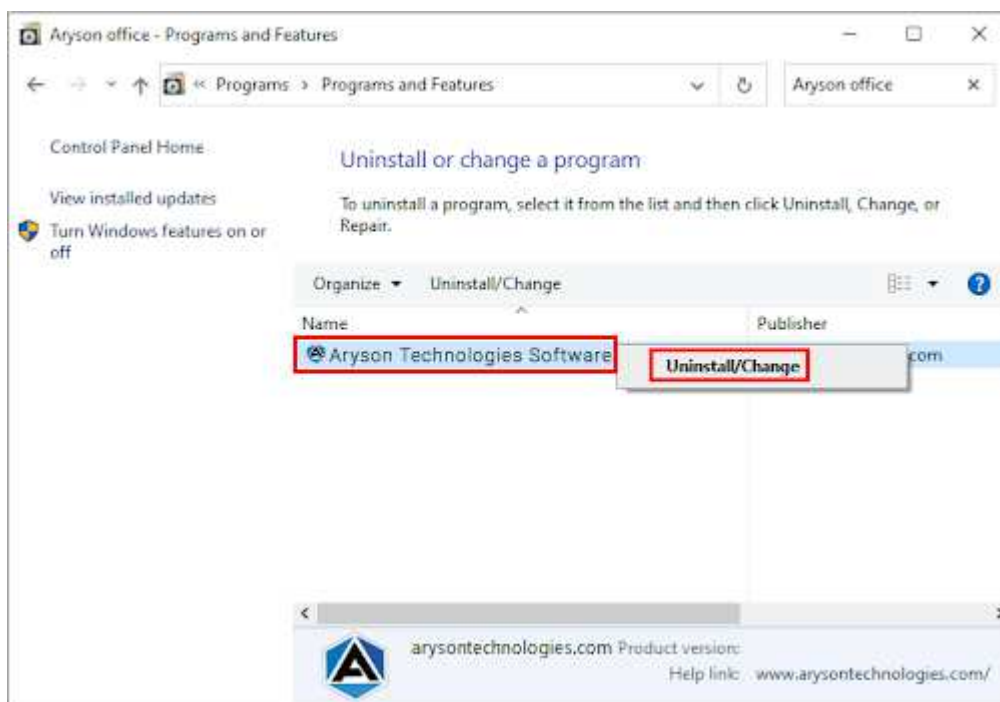 Aryson office - Programs and Features
« Programs > Programs and Features
Aryson office
Control Panel Home
View installed updates
Turn Windows features on or
off
Uninstall or change a program
To uninstall a program, select it from the list and then click Uninstall, Change, or
Repair.
Organize Uninstall/Change
Name Publisher
Aryson Technologies Software
Uninstall/Change
com
arysontechnologies.com Product version:
Help link: www.arysontechnologies.com/